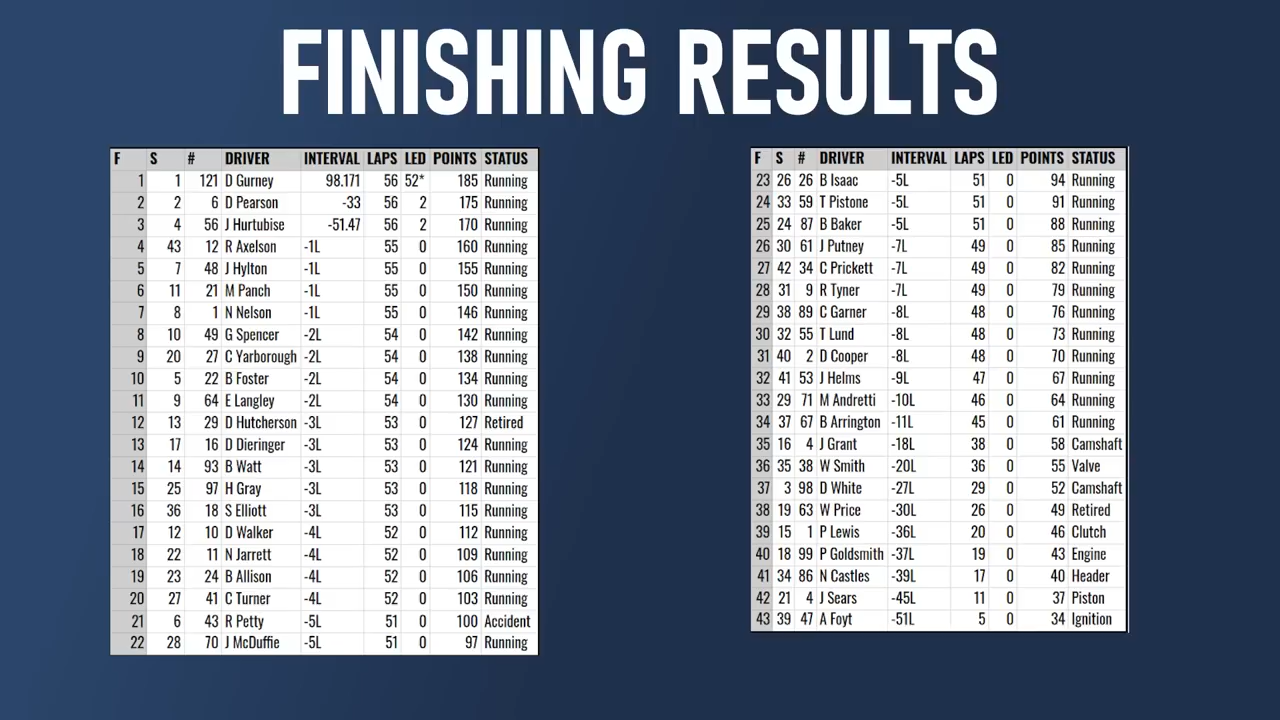 FINISHING RESULTS
F S # DRIVER INTERVAL LAPS LED POINTS STATUS
1 1 121 D Gurney 98.171 56 52* 185 Running
2 2 6 D Pearson -33 56 2 175 Running
3 4 56 J Hurtubise -51.47 56 2 170 Running
4 43 12 R Axelson -1L 55 0 160 Running
5 7 48 J Hylton -1L 55 0 155 Running
6 11 21 M Panch -1L 55 0 150 Running
7 8 1 N Nelson -1L 55 0 146 Running
8 10 49 G Spencer -2L 54 0 142 Running
9 20 27 C Yarborough -2L 54 0 138 Running
10 5 22 B Foster -2L 54 0 134 Running
11 9 64 E Langley -2L 54 0 130 Running
12 13 29 D Hutcherson -3L 53 0 127 Retired
13 17 16 D Dieringer -3L 53 0 124 Running
14 14 93 B Watt -3L 53 0 121 Running
15 25 97 H Gray -3L 53 0 118 Running
16 36 18 S Elliott -3L 53 0 115 Running
17 12 10 D Walker -4L 52 0 112 Running
18 22 11 N Jarrett -4L 52 0 109 Running
19 23 24 B Allison -4L 52 0 106 Running
20 27 41 C Turner -4L 52 0 103 Running
21 6 43 R Petty -5L 51 0 100 Accident
22 28 70 J McDuffie -5L 51 0 97 Running
F S # DRIVER INTERVAL LAPS LED POINTS STATUS
23 26 26 B Isaac -5L 51 0 94 Running
24 33 59 T Pistone -5L 51 0 91 Running
25 24 87 B Baker -5L 51 0 88 Running
26 30 61 J Putney -7L 49 0 85 Running
27 42 34 C Prickett -7L 49 0 82 Running
28 31 9 R Tyner -7L 49 0 79 Running
29 38 89 C Garner -8L 48 0 76 Running
30 32 55 T Lund -8L 48 0 73 Running
31 40 2 D Cooper -8L 48 0 70 Running
32 41 53 J Helms -9L 47 0 67 Running
33 29 71 M Andretti -10L 46 0 64 Running
34 37 67 B Arrington -11L 45 0 61 Running
35 16 4 J Grant -18L 38 0 58 Camshaft
36 35 38 W Smith -20L 36 0 55 Valve
37 3 98 D White -27L 29 0 52 Camshaft
38 19 63 W Price -30L 26 0 49 Retired
39 15 1 P Lewis -36L 20 0 46 Clutch
40 18 99 P Goldsmith -37L 19 0 43 Engine
41 34 86 N Castles -39L 17 0 40 Header
42 21 4 J Sears -45L 11 0 37 Piston
43 39 47 A Foyt -51L 5 0 34 Ignition